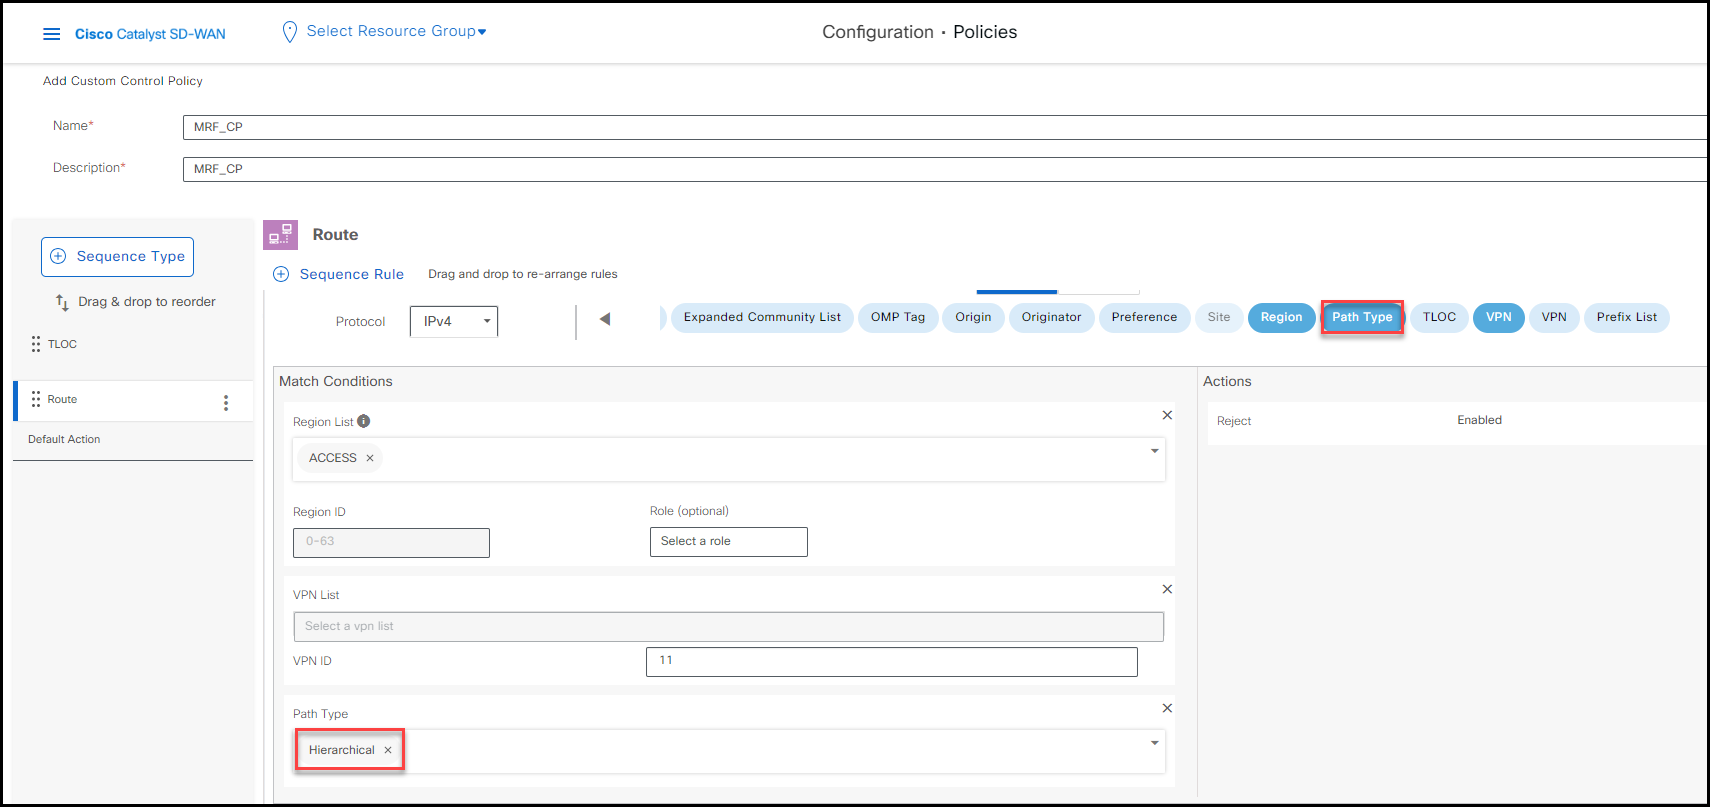 Cisco Catalyst SD-WAN
Select Resource Group
Configuration · Policies
Add Custom Control Policy
Name*
MRF_CP
Description*
MRF_CP
Sequence Type
Drag & drop to reorder
TLOC
Route
Default Action
Route
Sequence Rule
Drag and drop to re-arrange rules
Protocol
IPv4
Expanded Community List
OMP Tag
Origin
Originator
Preference
Site
Region
Path Type
TLOC
VPN
VPN
Prefix List
Match Conditions
Region List
ACCESS ×
Region ID
0-63
Role (optional)
Select a role
VPN List
Select a vpn list
VPN ID
11
Path Type
Hierarchical ×
Actions
Reject
Enabled